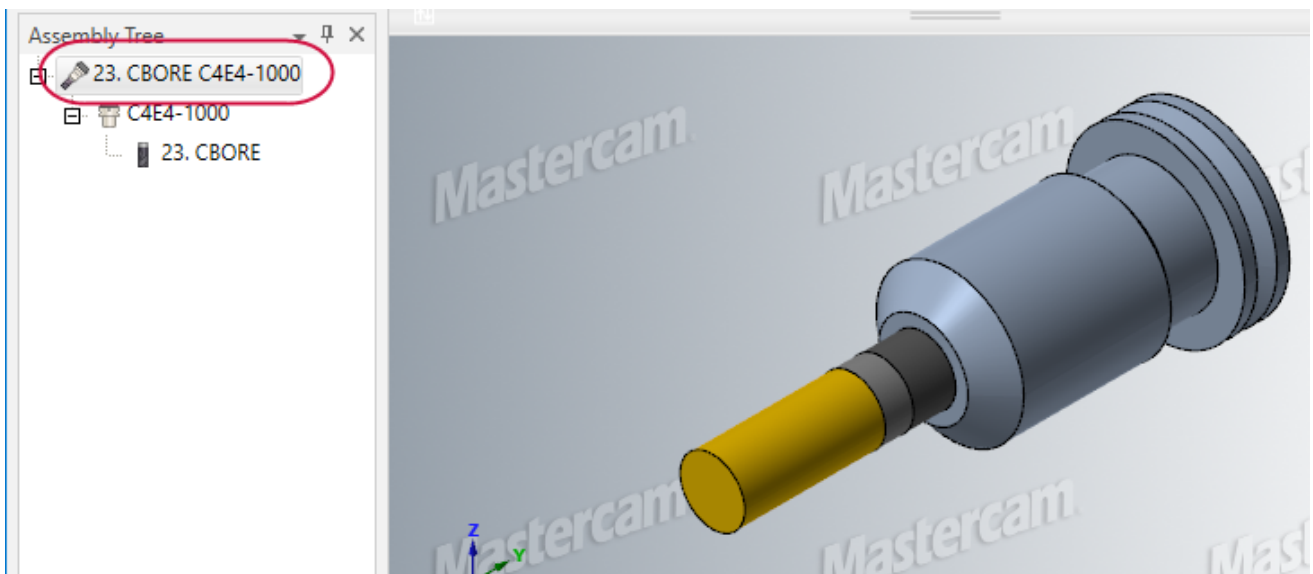 Assembly Tree
23. CBORE C4E4-1000
C4E4-1000
23. CBORE
Mastercam.
Mastercam.
Mastercam.
Mastercam.
Z
Y